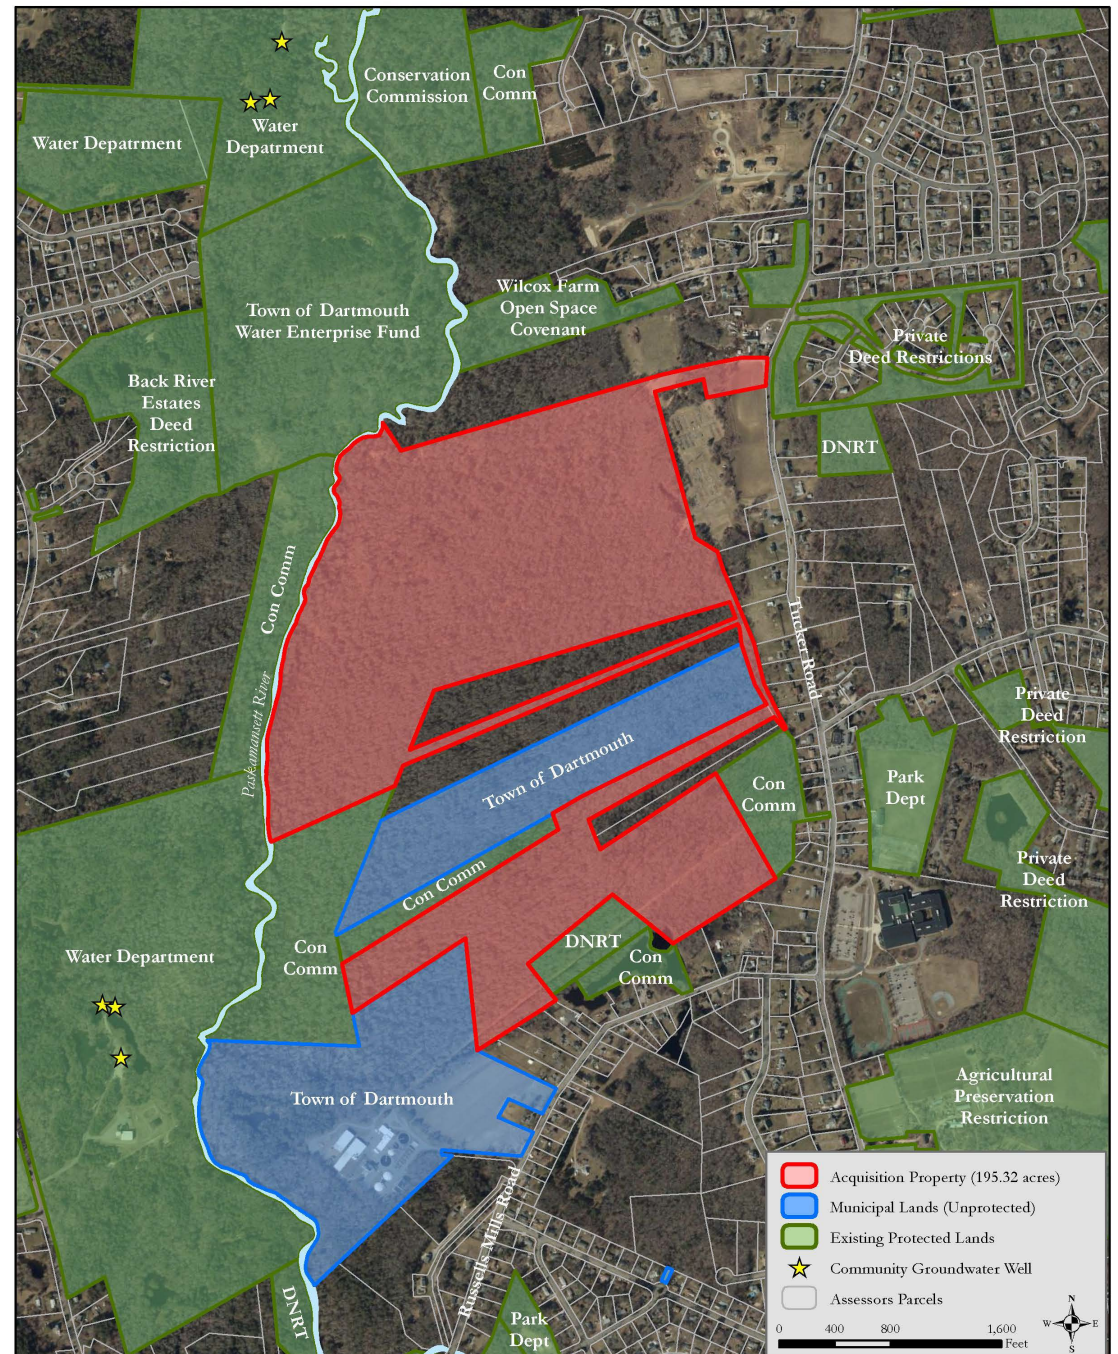 Conservation
Commission
Con
Comm
Water Depatrment
Water
Depatrment
Town of Dartmouth
Water Enterprise Fund
Wilcox Farm
Open Space
Covenant
Private
Deed Restrictions
Back River
Estates
Deed
Restriction
DNRT
Con Comm
Paskamansett River
Tucker Road
Private
Deed
Restriction
Town of Dartmouth
Con
Comm
Park
Dept
Private
Deed
Restriction
Con Comm
DNRT
Con
Comm
Con
Comm
Water Department
Town of Dartmouth
Agricultural
Preservation
Restriction
Russells Mills Road
DNRT
Park
Dept
Acquisition Property (195.32 acres)
Municipal Lands (Unprotected)
Existing Protected Lands
Community Groundwater Well
Assessors Parcels
N
W E
S
0 400 800 1,600
Feet